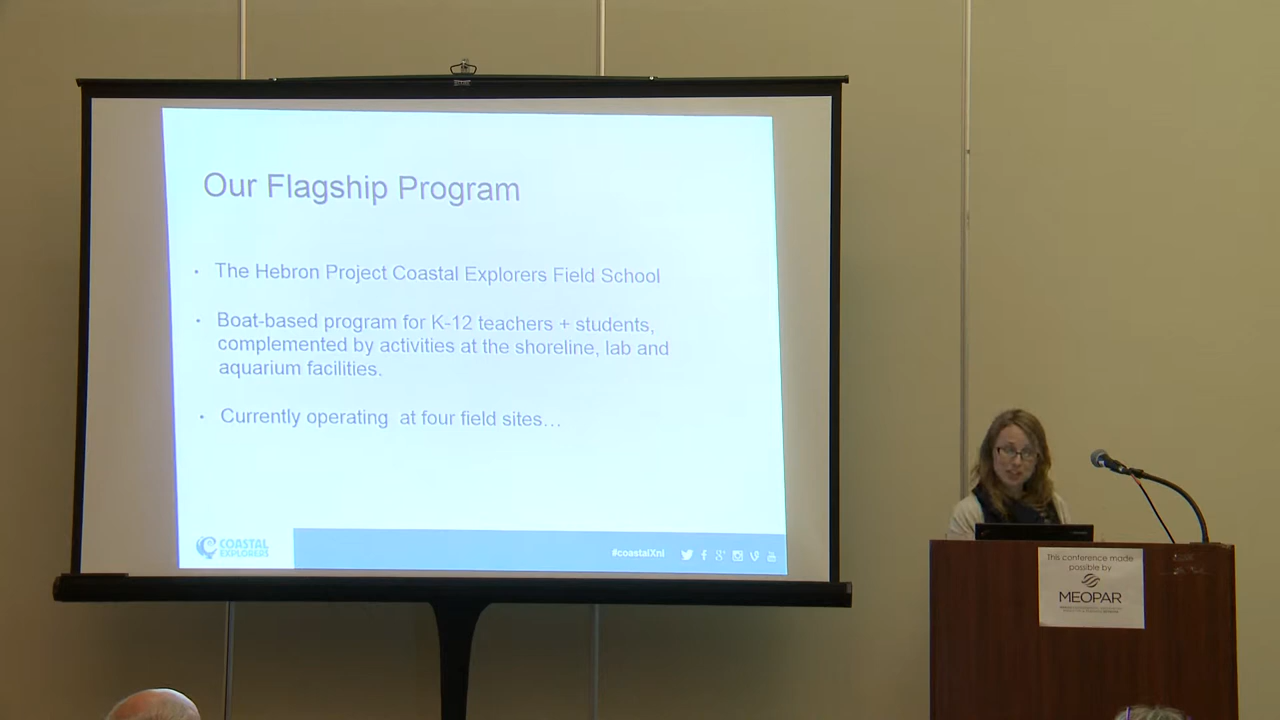 Our Flagship Program
• The Hebron Project Coastal Explorers Field School
• Boat-based program for K-12 teachers + students,
complemented by activities at the shoreline, lab and
aquarium facilities.
• Currently operating at four field sites…
COASTAL
EXPLORERS
#coastalXnl
This conference made
possible by
MEOPAR